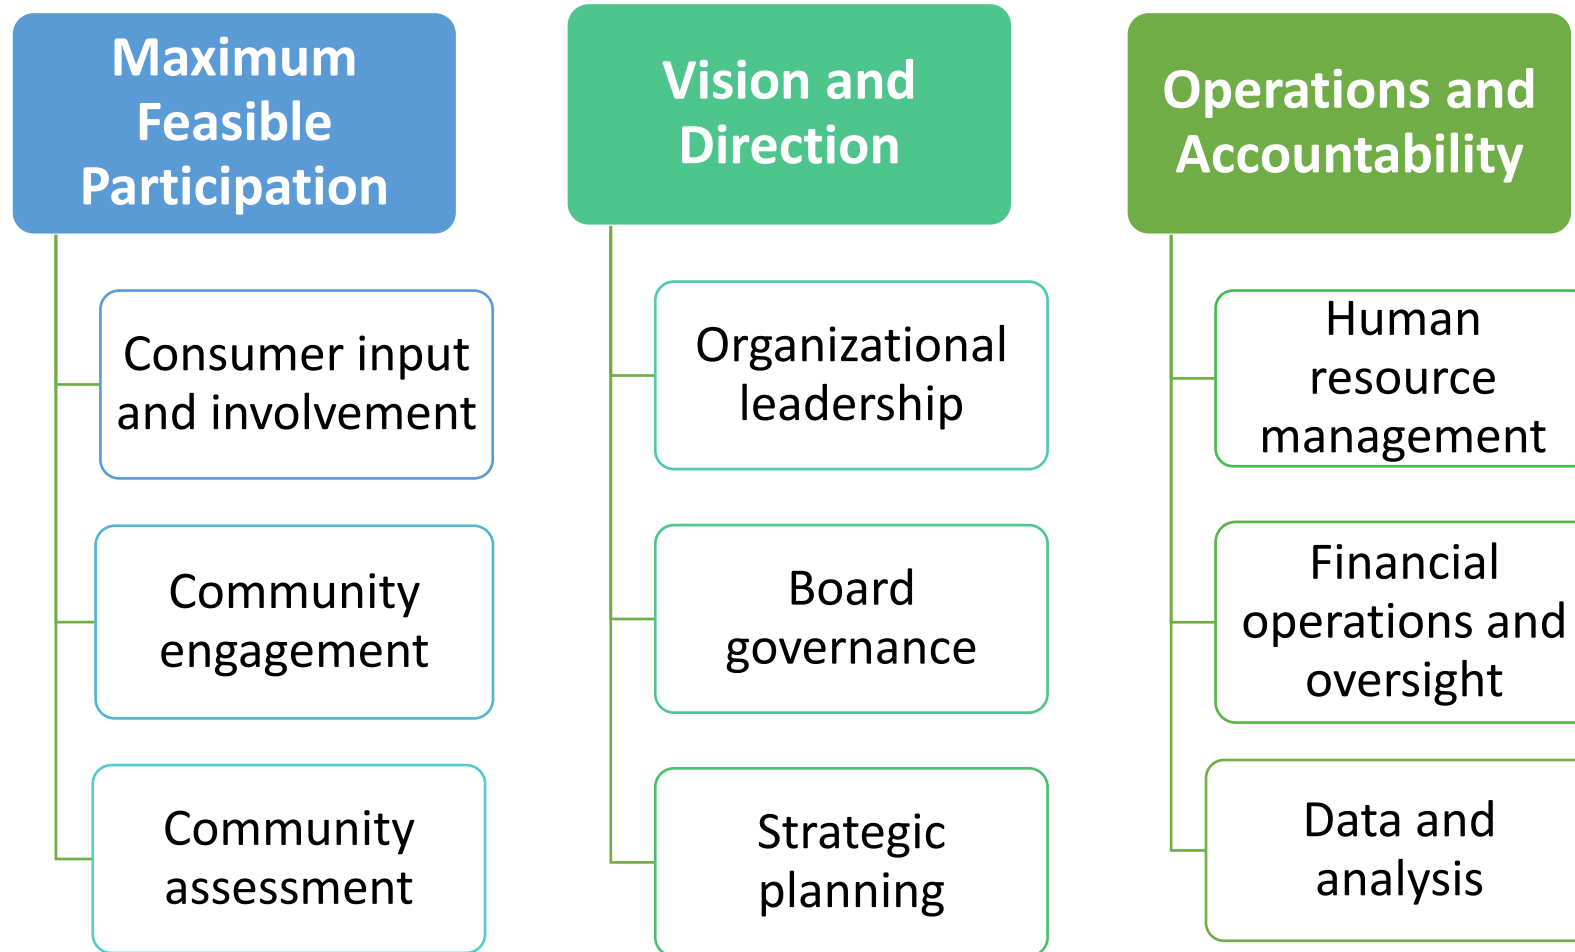 Maximum
Feasible
Participation
Consumer input
and involvement
Community
engagement
Community
assessment
Vision and
Direction
Organizational
leadership
Board
governance
Strategic
planning
Operations and
Accountability
Human
resource
management
Financial
operations and
oversight
Data and
analysis